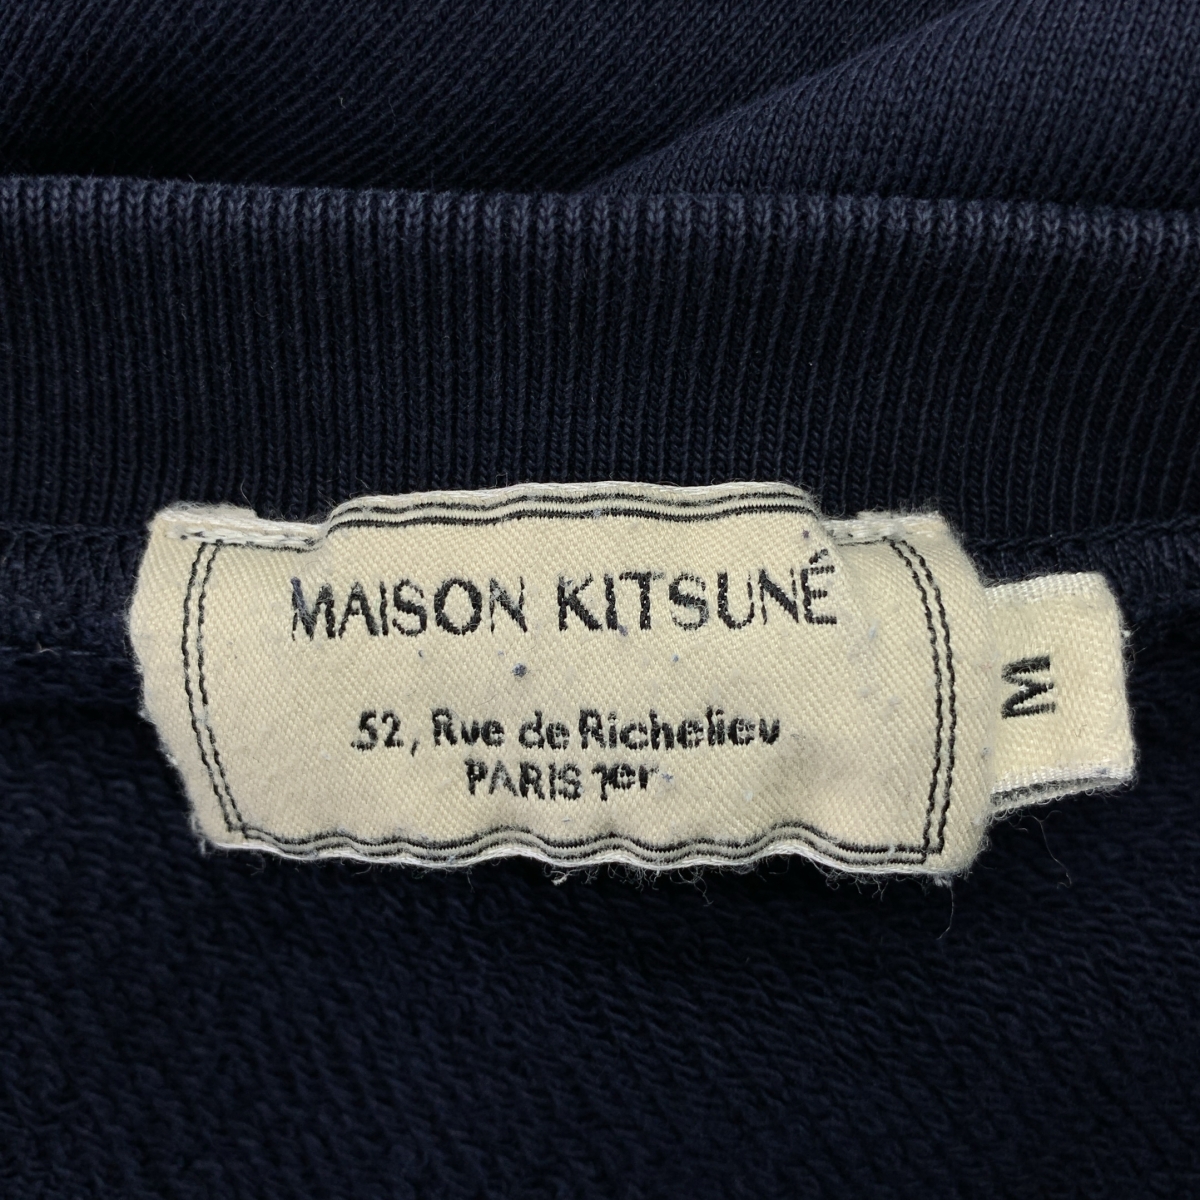 MAISON KITSUNÉ
52, Rue de Richelieu
PARIS 1er
M